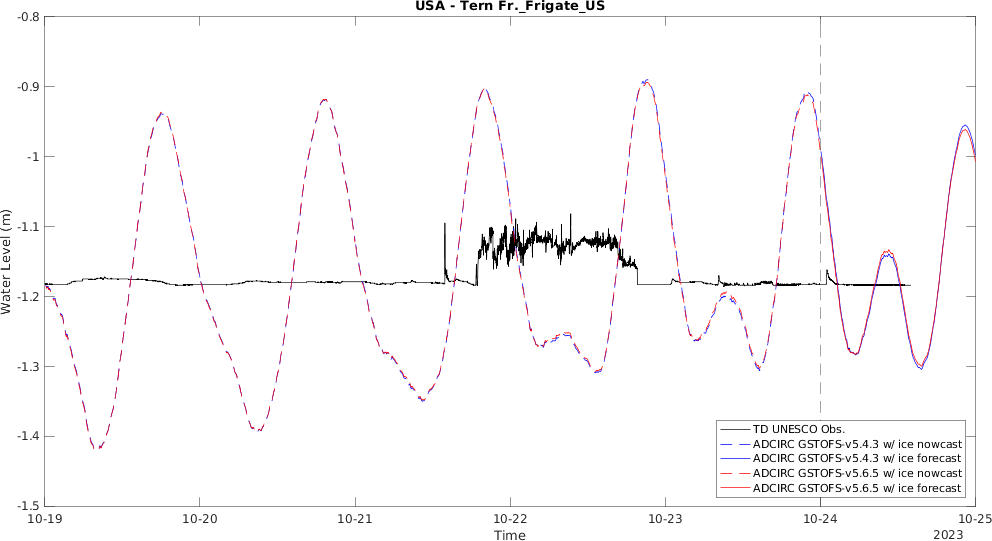 USA - Tern Fr._Frigate_US
-0.8
-0.9
-1
-1.1
-1.2
-1.3
-1.4
-1.5
Water Level (m)
TD UNESCO Obs.
ADCIRC GSTOFS-v5.4.3 w/ ice nowcast
ADCIRC GSTOFS-v5.4.3 w/ ice forecast
ADCIRC GSTOFS-v5.6.5 w/ ice nowcast
ADCIRC GSTOFS-v5.6.5 w/ ice forecast
10-19 10-20 10-21 10-22 10-23 10-24 10-25
Time
2023